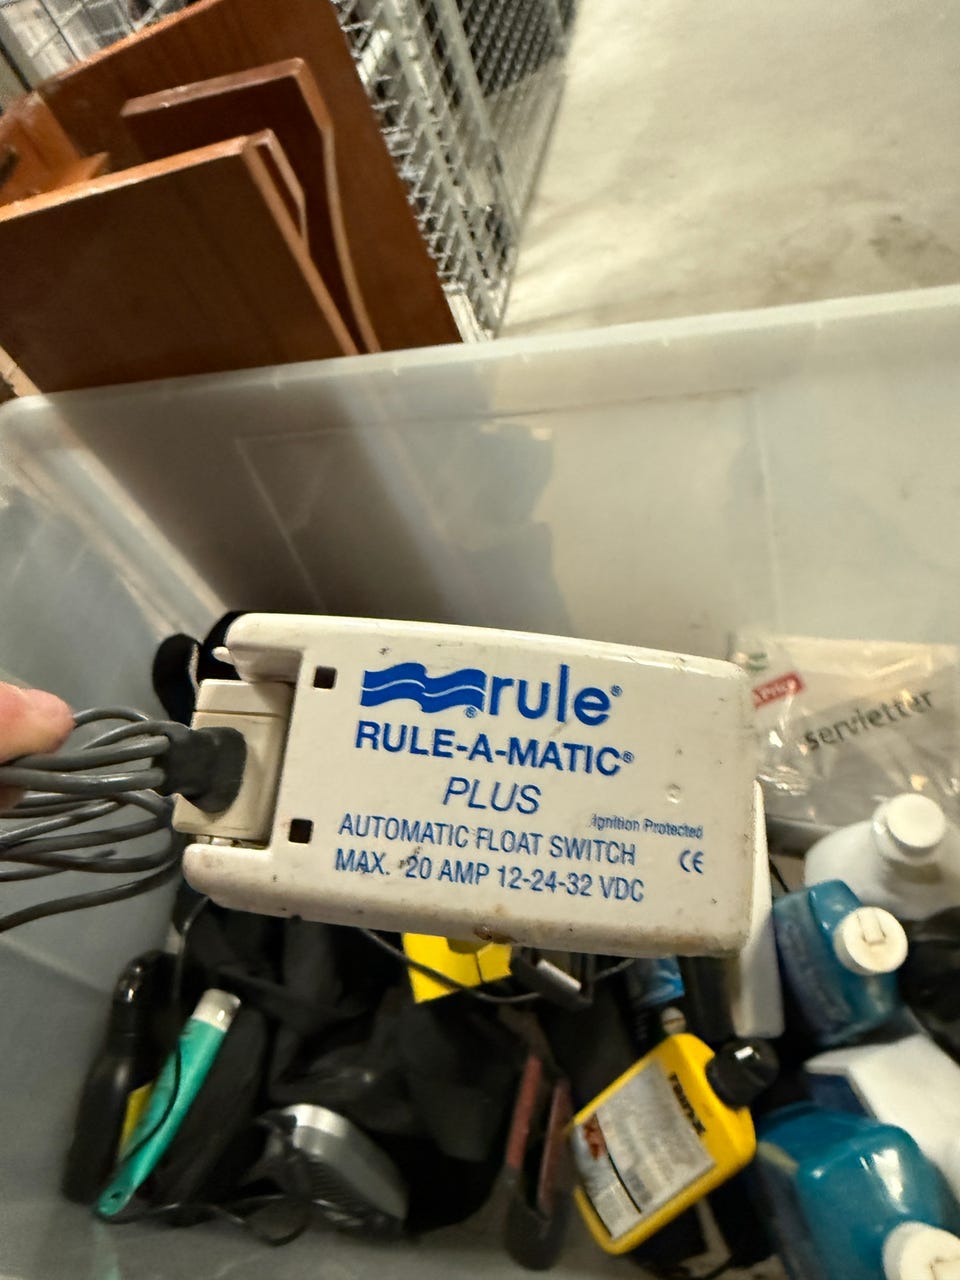 rule®
®
RULE-A-MATIC®
PLUS
Ignition Protected
AUTOMATIC FLOAT SWITCH
CE
MAX. 20 AMP 12-24-32 VDC
servietter